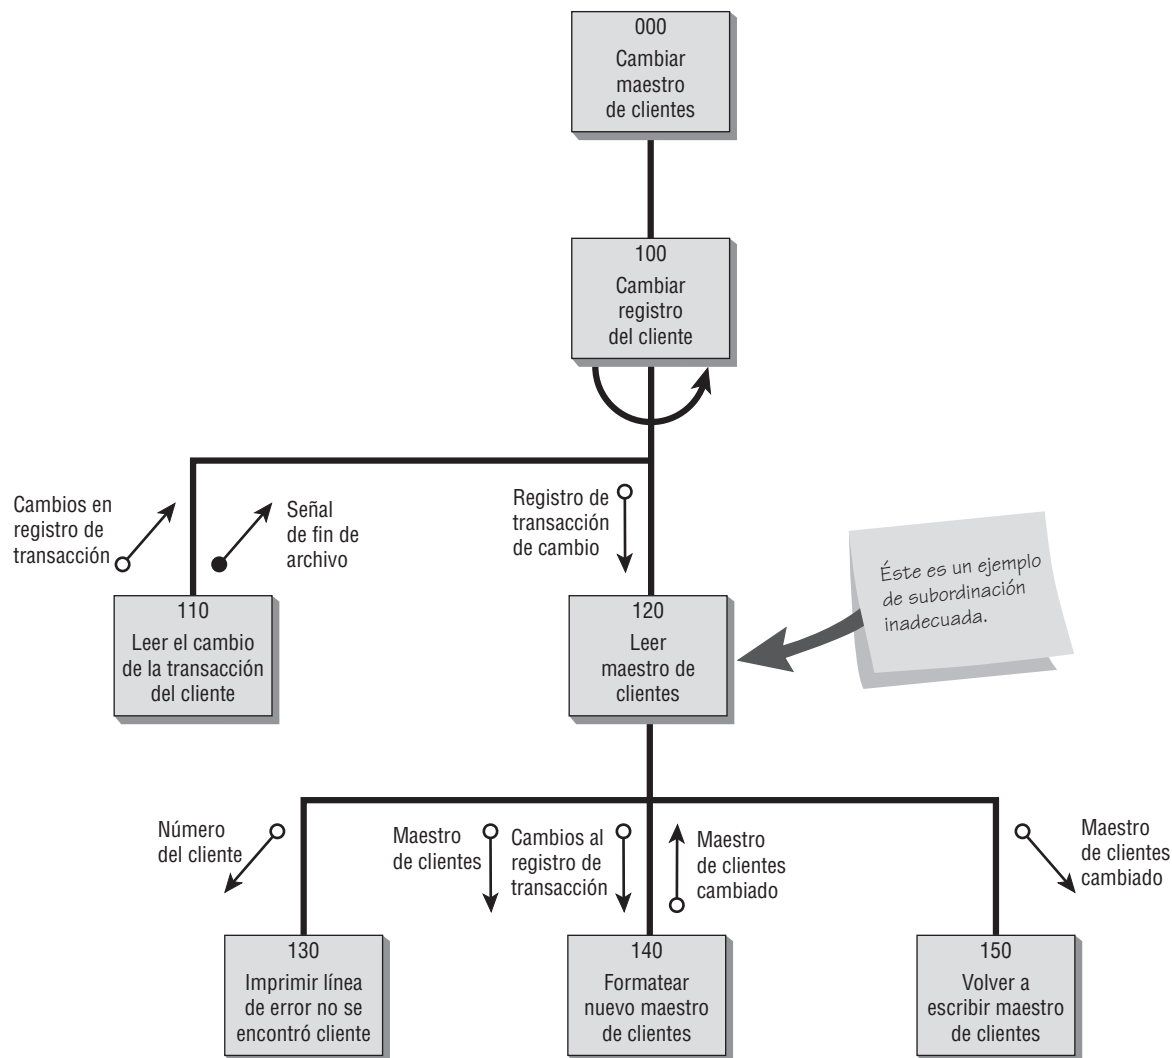 000
Cambiar
maestro
de clientes
100
Cambiar
registro
del cliente
Cambios en
registro de
transacción
Señal
de fin de
archivo
Registro de
transacción
de cambio
Éste es un ejemplo
de subordinación
inadecuada.
110
Leer el cambio
de la transacción
del cliente
120
Leer
maestro de
clientes
Número
del cliente
Maestro
de clientes
Cambios al
registro de
transacción
Maestro
de clientes
cambiado
Maestro
de clientes
cambiado
130
Imprimir línea
de error no se
encontró cliente
140
Formatear
nuevo maestro
de clientes
150
Volver a
escribir maestro
de clientes